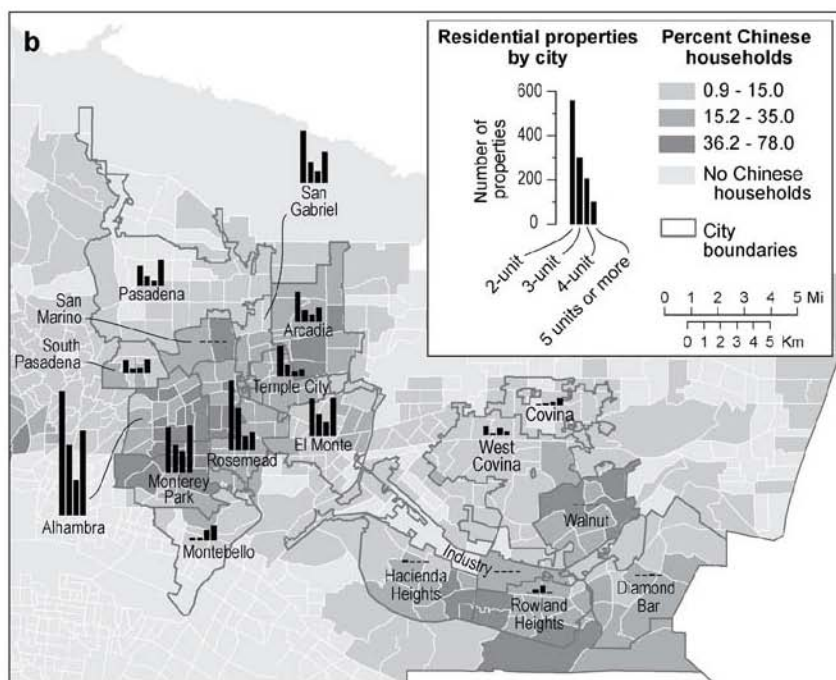 b
Residential properties
by city
Number of
properties
600
400
200
0
2-unit
3-unit
4-unit
5 units or more
Percent Chinese
households
0.9 - 15.0
15.2 - 35.0
36.2 - 78.0
No Chinese
households
City
boundaries
0 1 2 3 4 5 Mi
0 1 2 3 4 5 Km
San
Gabriel
Pasadena
San
Marino
Arcadia
South
Pasadena
Temple City
Covina
El Monte
West
Covina
Rosemead
Monterey
Park
Alhambra
Walnut
Montebello
Industry
Hacienda
Heights
Rowland
Heights
Diamond
Bar